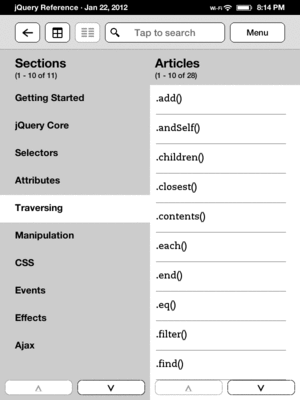 jQuery Reference · Jan 22, 2012
Wi-Fi 8:14 PM
Tap to search
Menu
Sections
(1 - 10 of 11)
Getting Started
jQuery Core
Selectors
Attributes
Traversing
Manipulation
CSS
Events
Effects
Ajax
Articles
(1 - 10 of 28)
.add()
.andSelf()
.children()
.closest()
.contents()
.each()
.end()
.eq()
.filter()
.find()